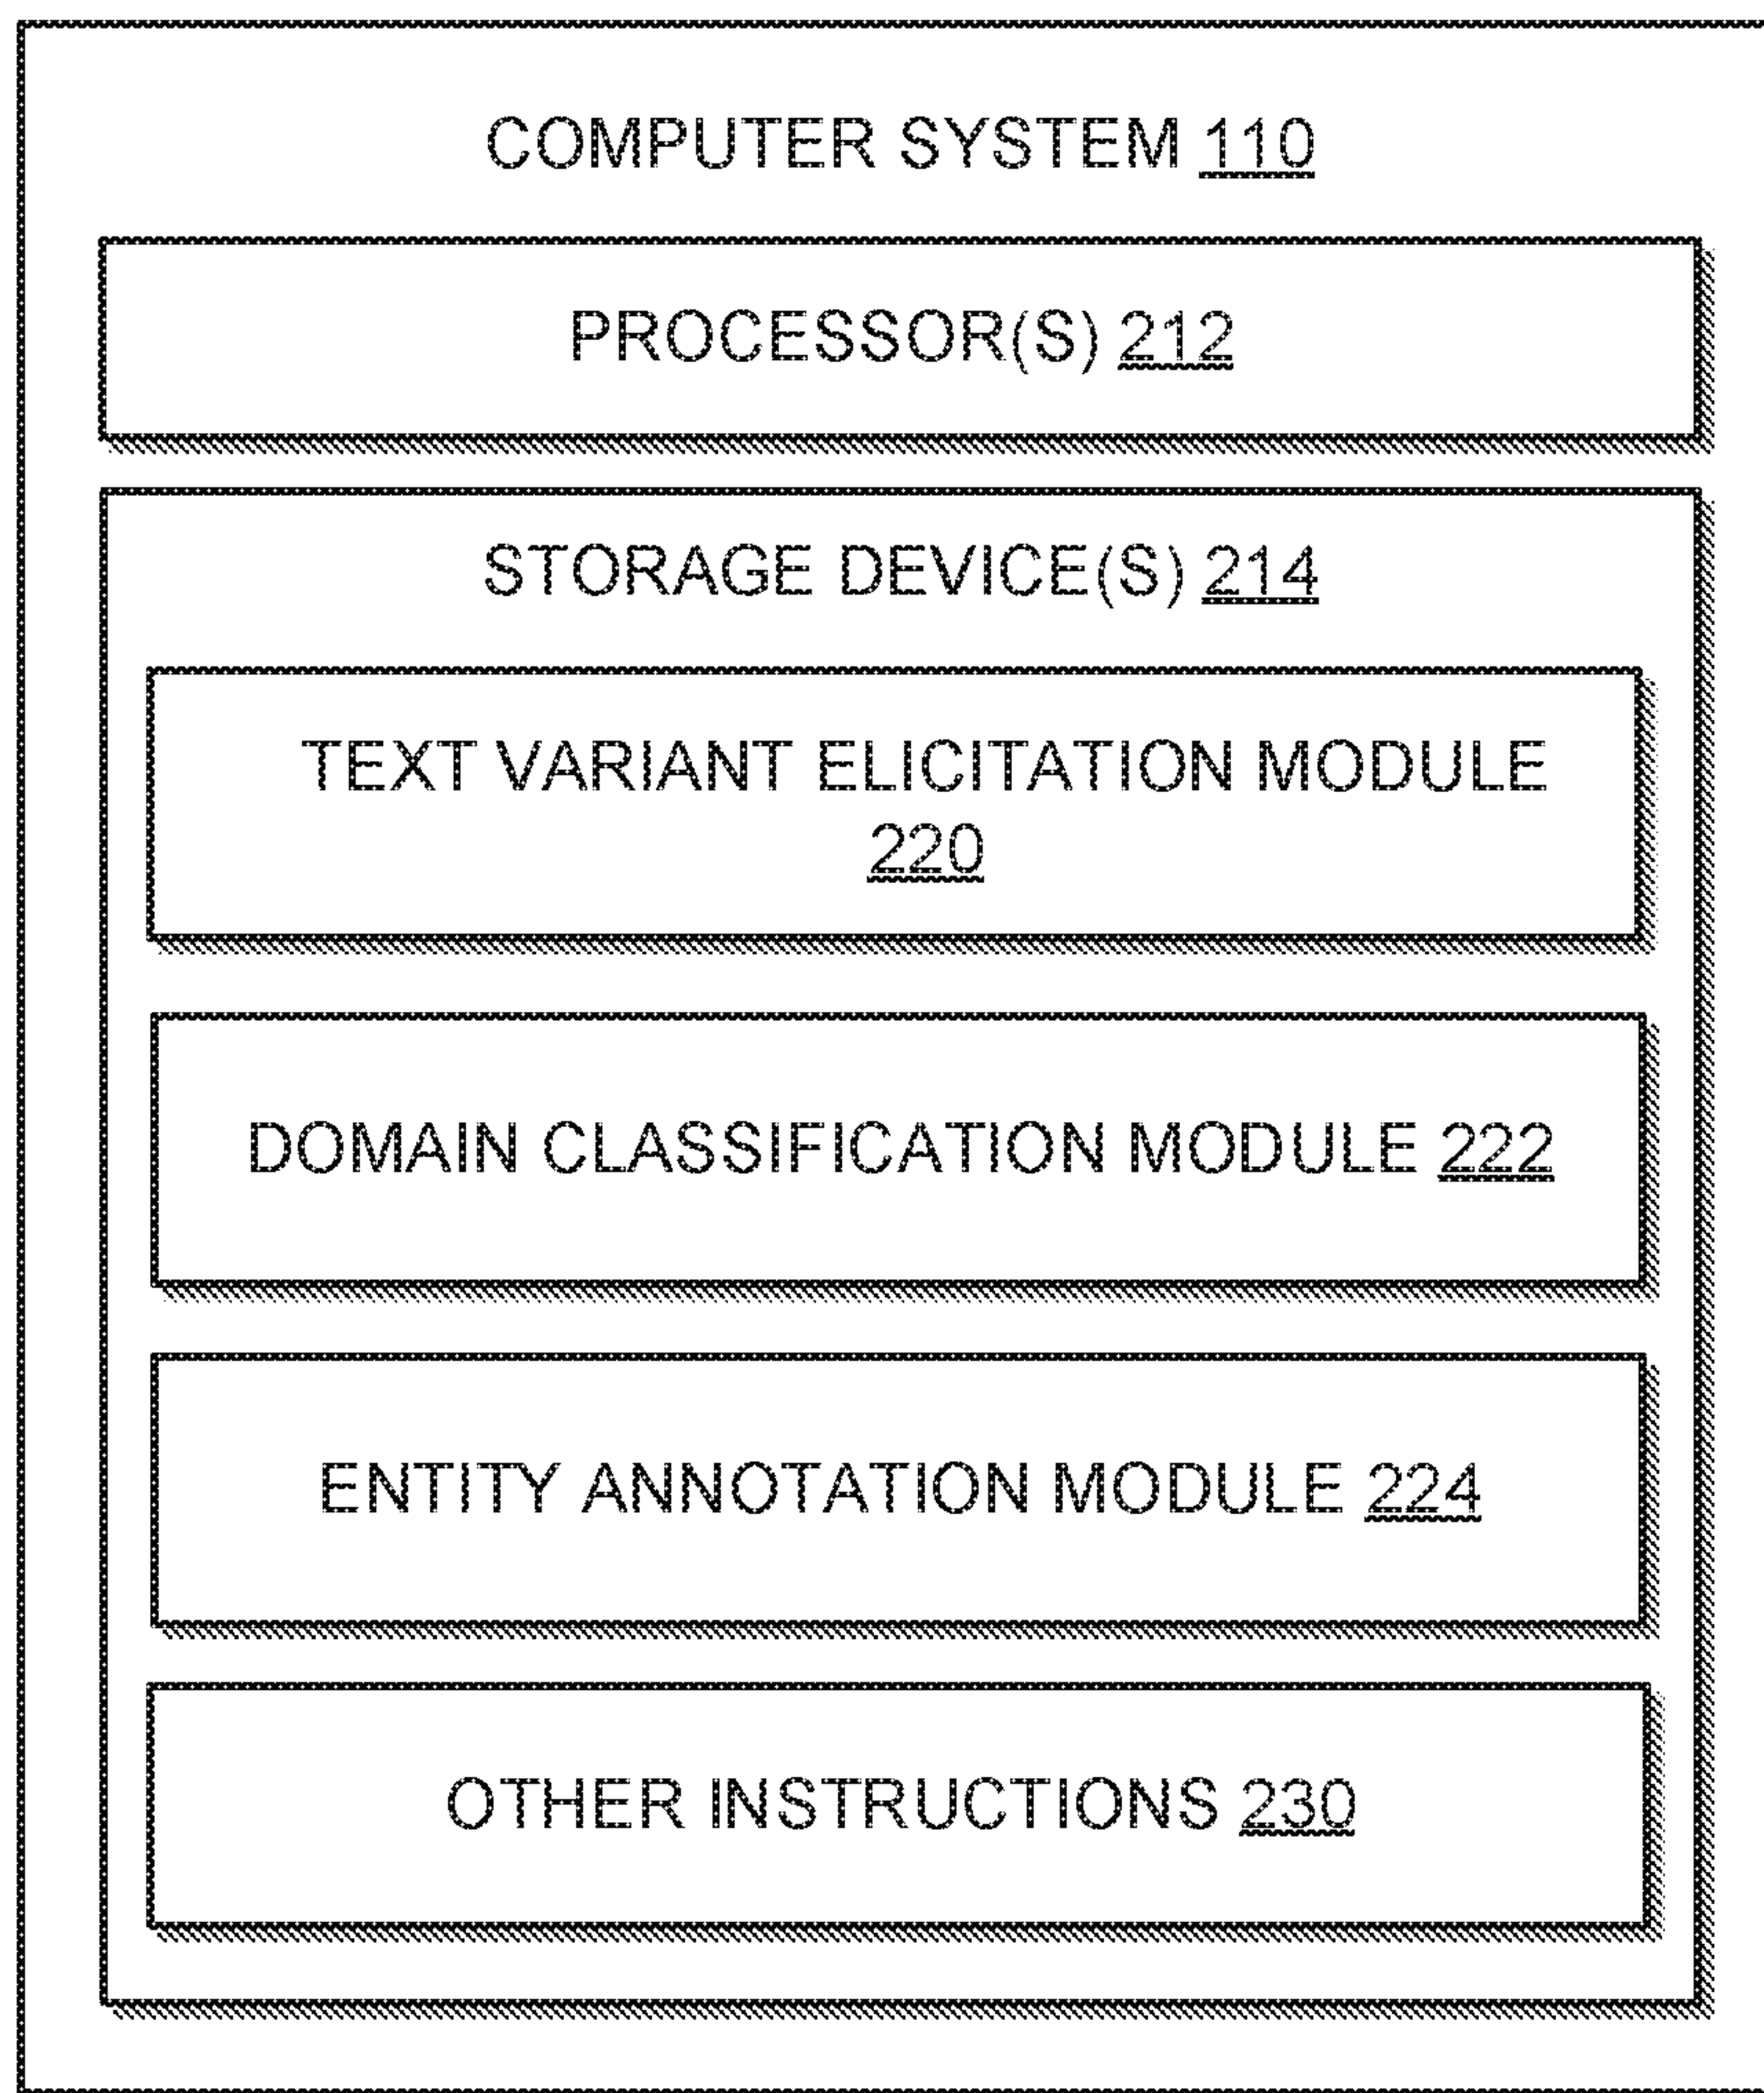 COMPUTER SYSTEM 110
PROCESSOR(S) 212
STORAGE DEVICE(S) 214
TEXT VARIANT ELICITATION MODULE
220
DOMAIN CLASSIFICATION MODULE 222
ENTITY ANNOTATION MODULE 224
OTHER INSTRUCTIONS 230